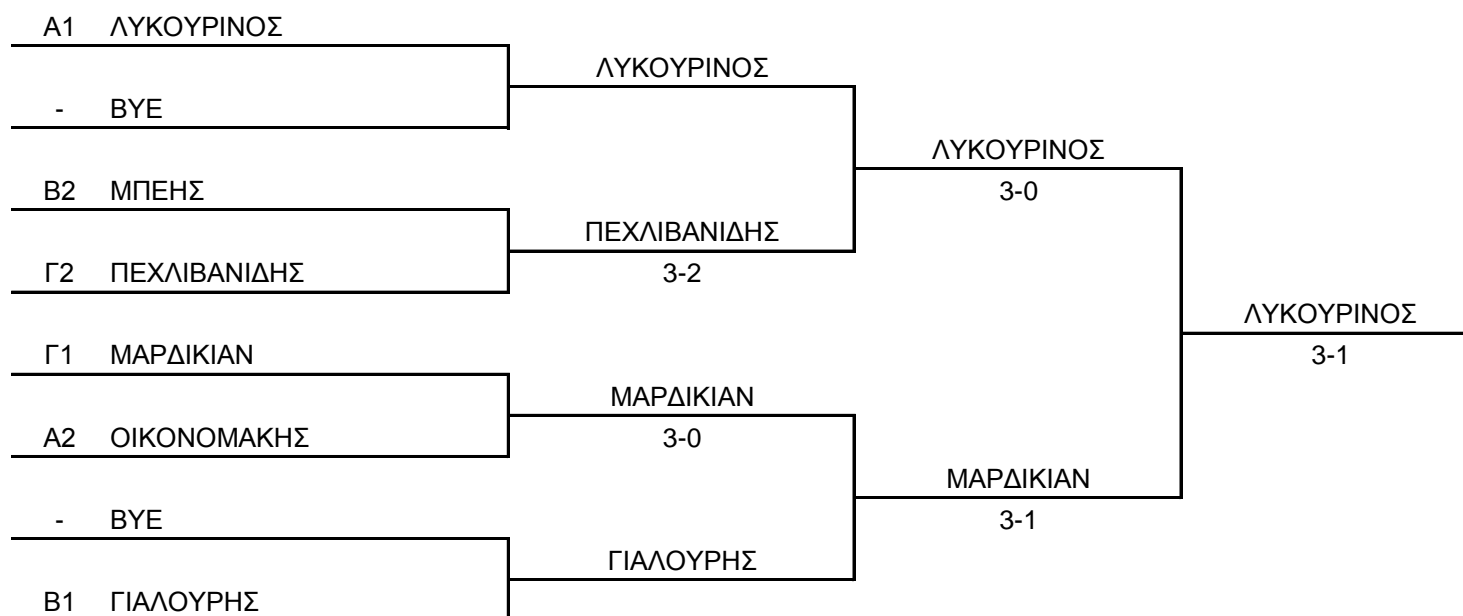 Α1 ΛΥΚΟΥΡΙΝΟΣ
ΛΥΚΟΥΡΙΝΟΣ
- BYE
ΛΥΚΟΥΡΙΝΟΣ
3-0
Β2 ΜΠΕΗΣ
ΠΕΧΛΙΒΑΝΙΔΗΣ
3-2
Γ2 ΠΕΧΛΙΒΑΝΙΔΗΣ
ΛΥΚΟΥΡΙΝΟΣ
3-1
Γ1 ΜΑΡΔΙΚΙΑΝ
ΜΑΡΔΙΚΙΑΝ
3-0
Α2 ΟΙΚΟΝΟΜΑΚΗΣ
ΜΑΡΔΙΚΙΑΝ
3-1
- BYE
ΓΙΑΛΟΥΡΗΣ
Β1 ΓΙΑΛΟΥΡΗΣ